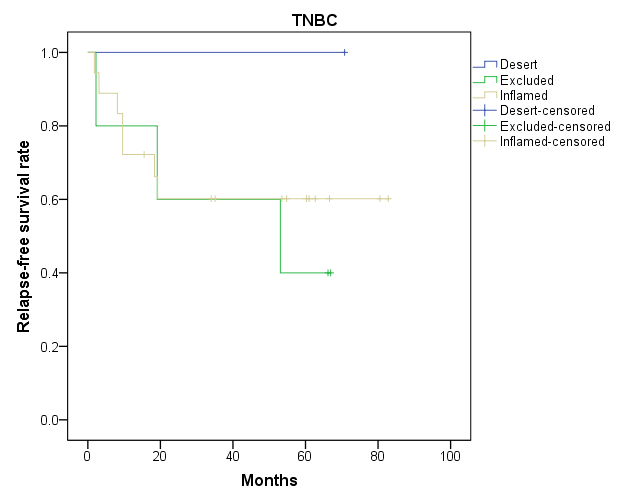 TNBC
Relapse-free survival rate
1.0
0.8
0.6
0.4
0.2
0.0
0 20 40 60 80 100
Months
Desert
Excluded
Inflamed
Desert-censored
Excluded-censored
Inflamed-censored